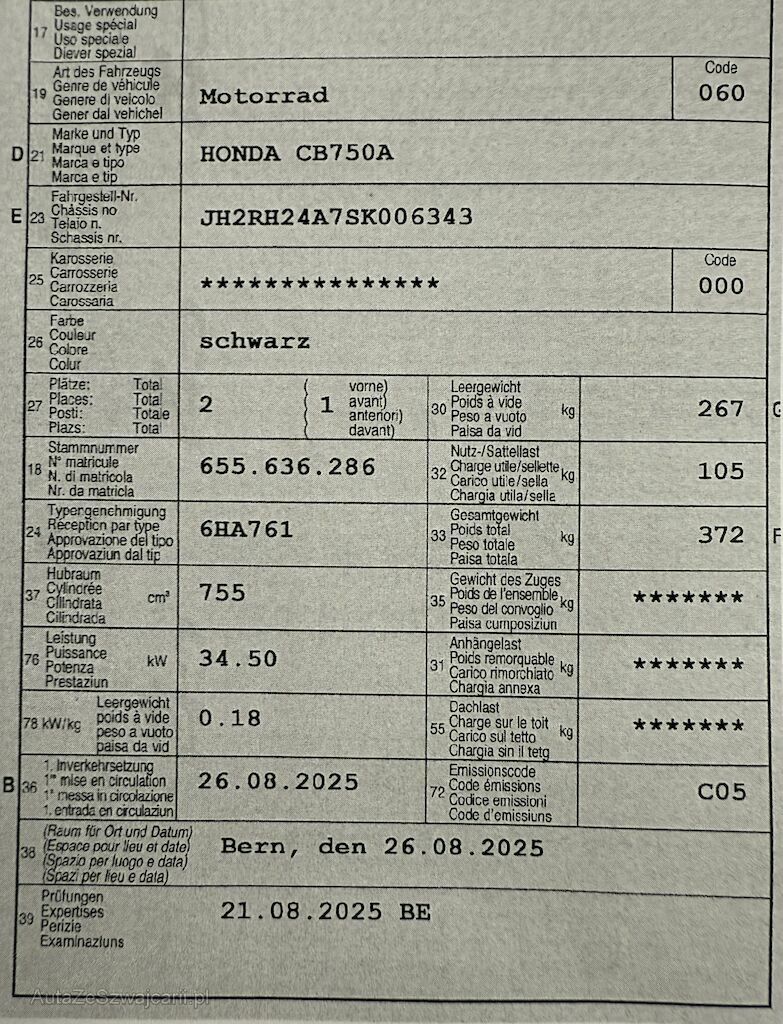 17 Bes. Verwendung
Usage spécial
Uso speciale
Diever spezial
19 Art des Fahrzeugs
Genre de véhicule
Genere di veicolo
Gener dal vehichel
Motorrad
Code
060
D 21 Marke und Typ
Marque et type
Marca e tipo
Marca e tip
HONDA CB750A
E 23 Fahrgestell-Nr.
Châssis no
Telaio n.
Schassis nr.
JH2RH24A7SK006343
25 Karosserie
Carrosserie
Carrozzeria
Carossaria
***************
Code
000
26 Farbe
Couleur
Colore
Colur
schwarz
27 Plätze: Total
Places: Total
Posti: Totale
Plazs: Total
2
( vorne)
( 1 avant)
( anteriori)
( davant)
30 Leergewicht
Poids à vide
Peso a vuoto
Paisa da vid
kg
267
18 Stammnummer
N° matricule
N. di matricola
Nr. da matricla
655.636.286
32 Nutz-/Sattellast
Charge utile/sellette
Carico utile/sella
Chargia utila/sella
kg
105
24 Typengenehmigung
Réception par type
Approvazione del tipo
Approvaziun dal tip
6HA761
33 Gesamtgewicht
Poids total
Peso totale
Paisa totala
kg
372
F
37 Hubraum
Cylindrée
Cilindrata
Cilindrada
cm³
755
35 Gewicht des Zuges
Poids de l'ensemble
Peso del convoglio
Paisa cumposiziun
kg
*******
76 Leistung
Puissance
Potenza
Prestaziun
kW
34.50
31 Anhängelast
Poids remorquable
Carico rimorchiato
Chargia annexa
kg
*******
78 kW/kg Leergewicht
poids à vide
peso a vuoto
paisa da vid
0.18
55 Dachlast
Charge sur le toit
Carico sul tetto
Chargia sin il tetg
kg
*******
B 36 1. Inverkehrsetzung
1re mise en circulation
1a messa in circolazione
1. entrada en circulaziun
26.08.2025
72 Emissionscode
Code émissions
Codice emissioni
Code d'emissiuns
C05
38 (Raum für Ort und Datum)
(Espace pour lieu et date)
(Spazio per luogo e data)
(Spazi per lieu e data)
Bern, den 26.08.2025
39 Prüfungen
Expertises
Perizie
Examinaziuns
21.08.2025 BE
AutaZeSzwajcarii.pl